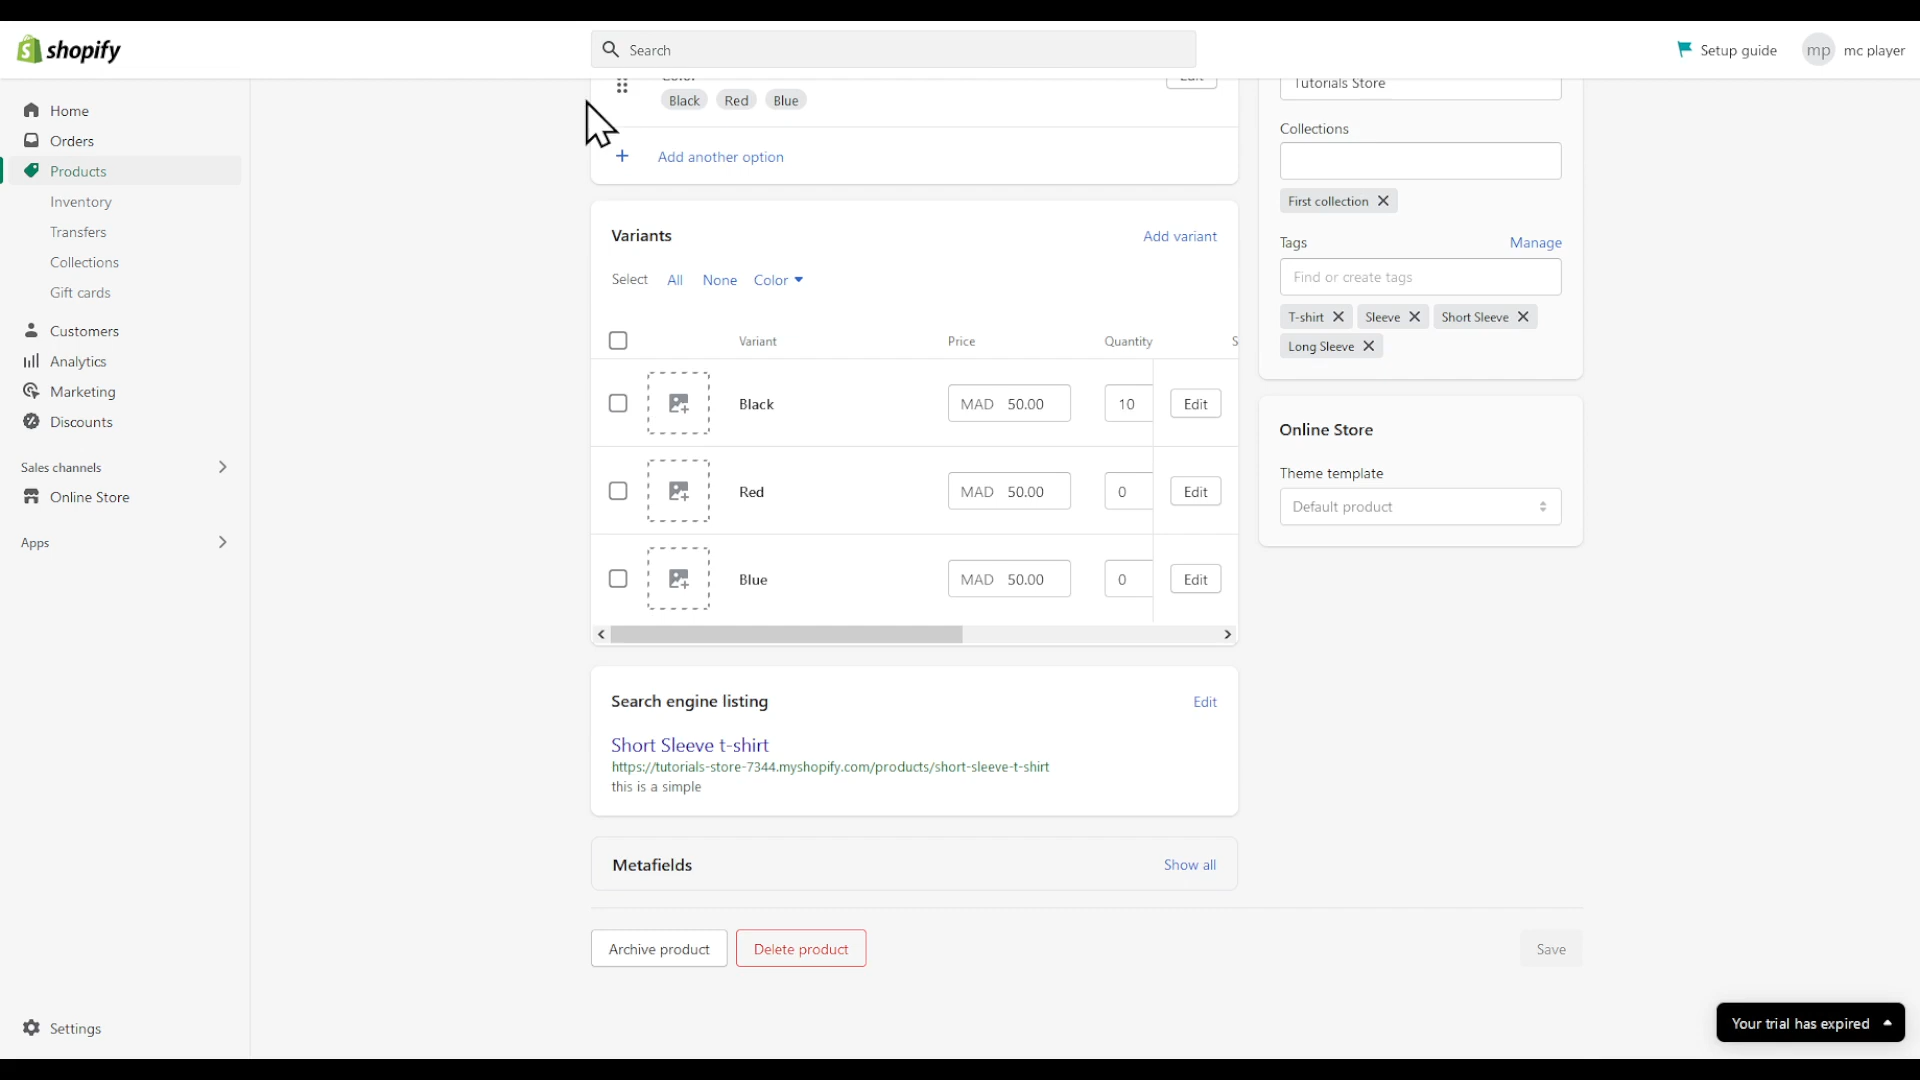 shopify
Search
Setup guide
mp
mc player
Home
Orders
Products
Inventory
Transfers
Collections
Gift cards
Customers
Analytics
Marketing
Discounts
Sales channels
Online Store
Apps
Settings
Color
Edit
Black Red Blue
+ Add another option
Variants
Add variant
Select All None Color
Variant Price Quantity S
Black MAD 50.00 10 Edit
Red MAD 50.00 0 Edit
Blue MAD 50.00 0 Edit
Search engine listing
Edit
Short Sleeve t-shirt
https://tutorials-store-7344.myshopify.com/products/short-sleeve-t-shirt
this is a simple
Metafields
Show all
Archive product
Delete product
Save
Tutorials Store
Collections
First collection
Tags
Manage
Find or create tags
T-shirt Sleeve Short Sleeve
Long Sleeve
Online Store
Theme template
Default product
Your trial has expired